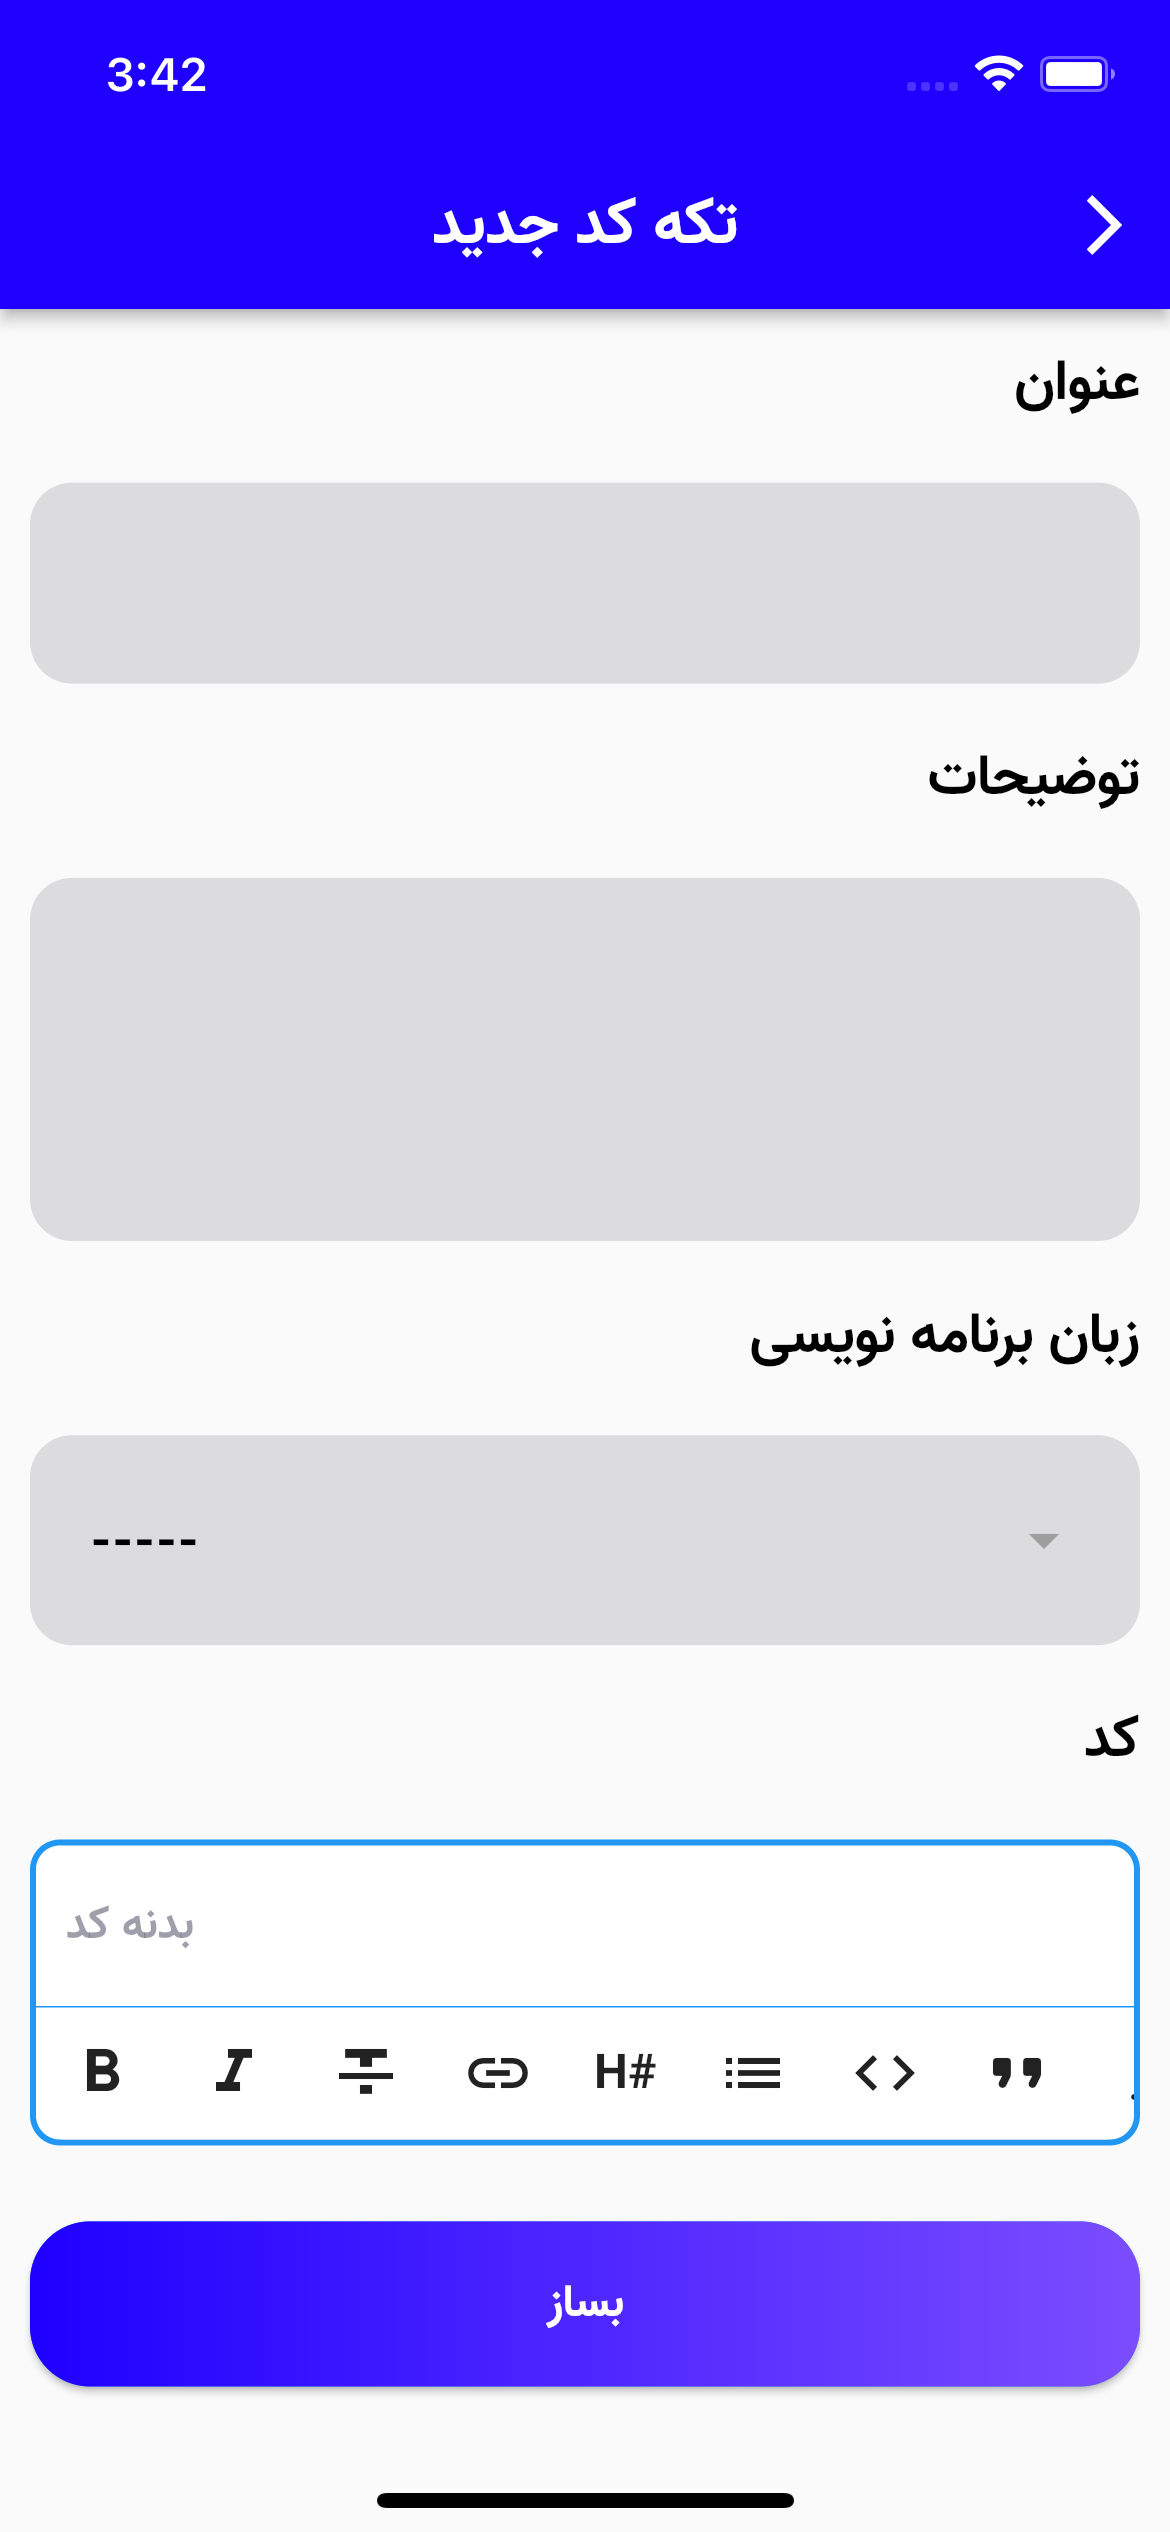 3:42
تکه کد جدید
عنوان
توضیحات
زبان برنامه نویسی
-----
کد
بدنه کد
B I T H#
بساز